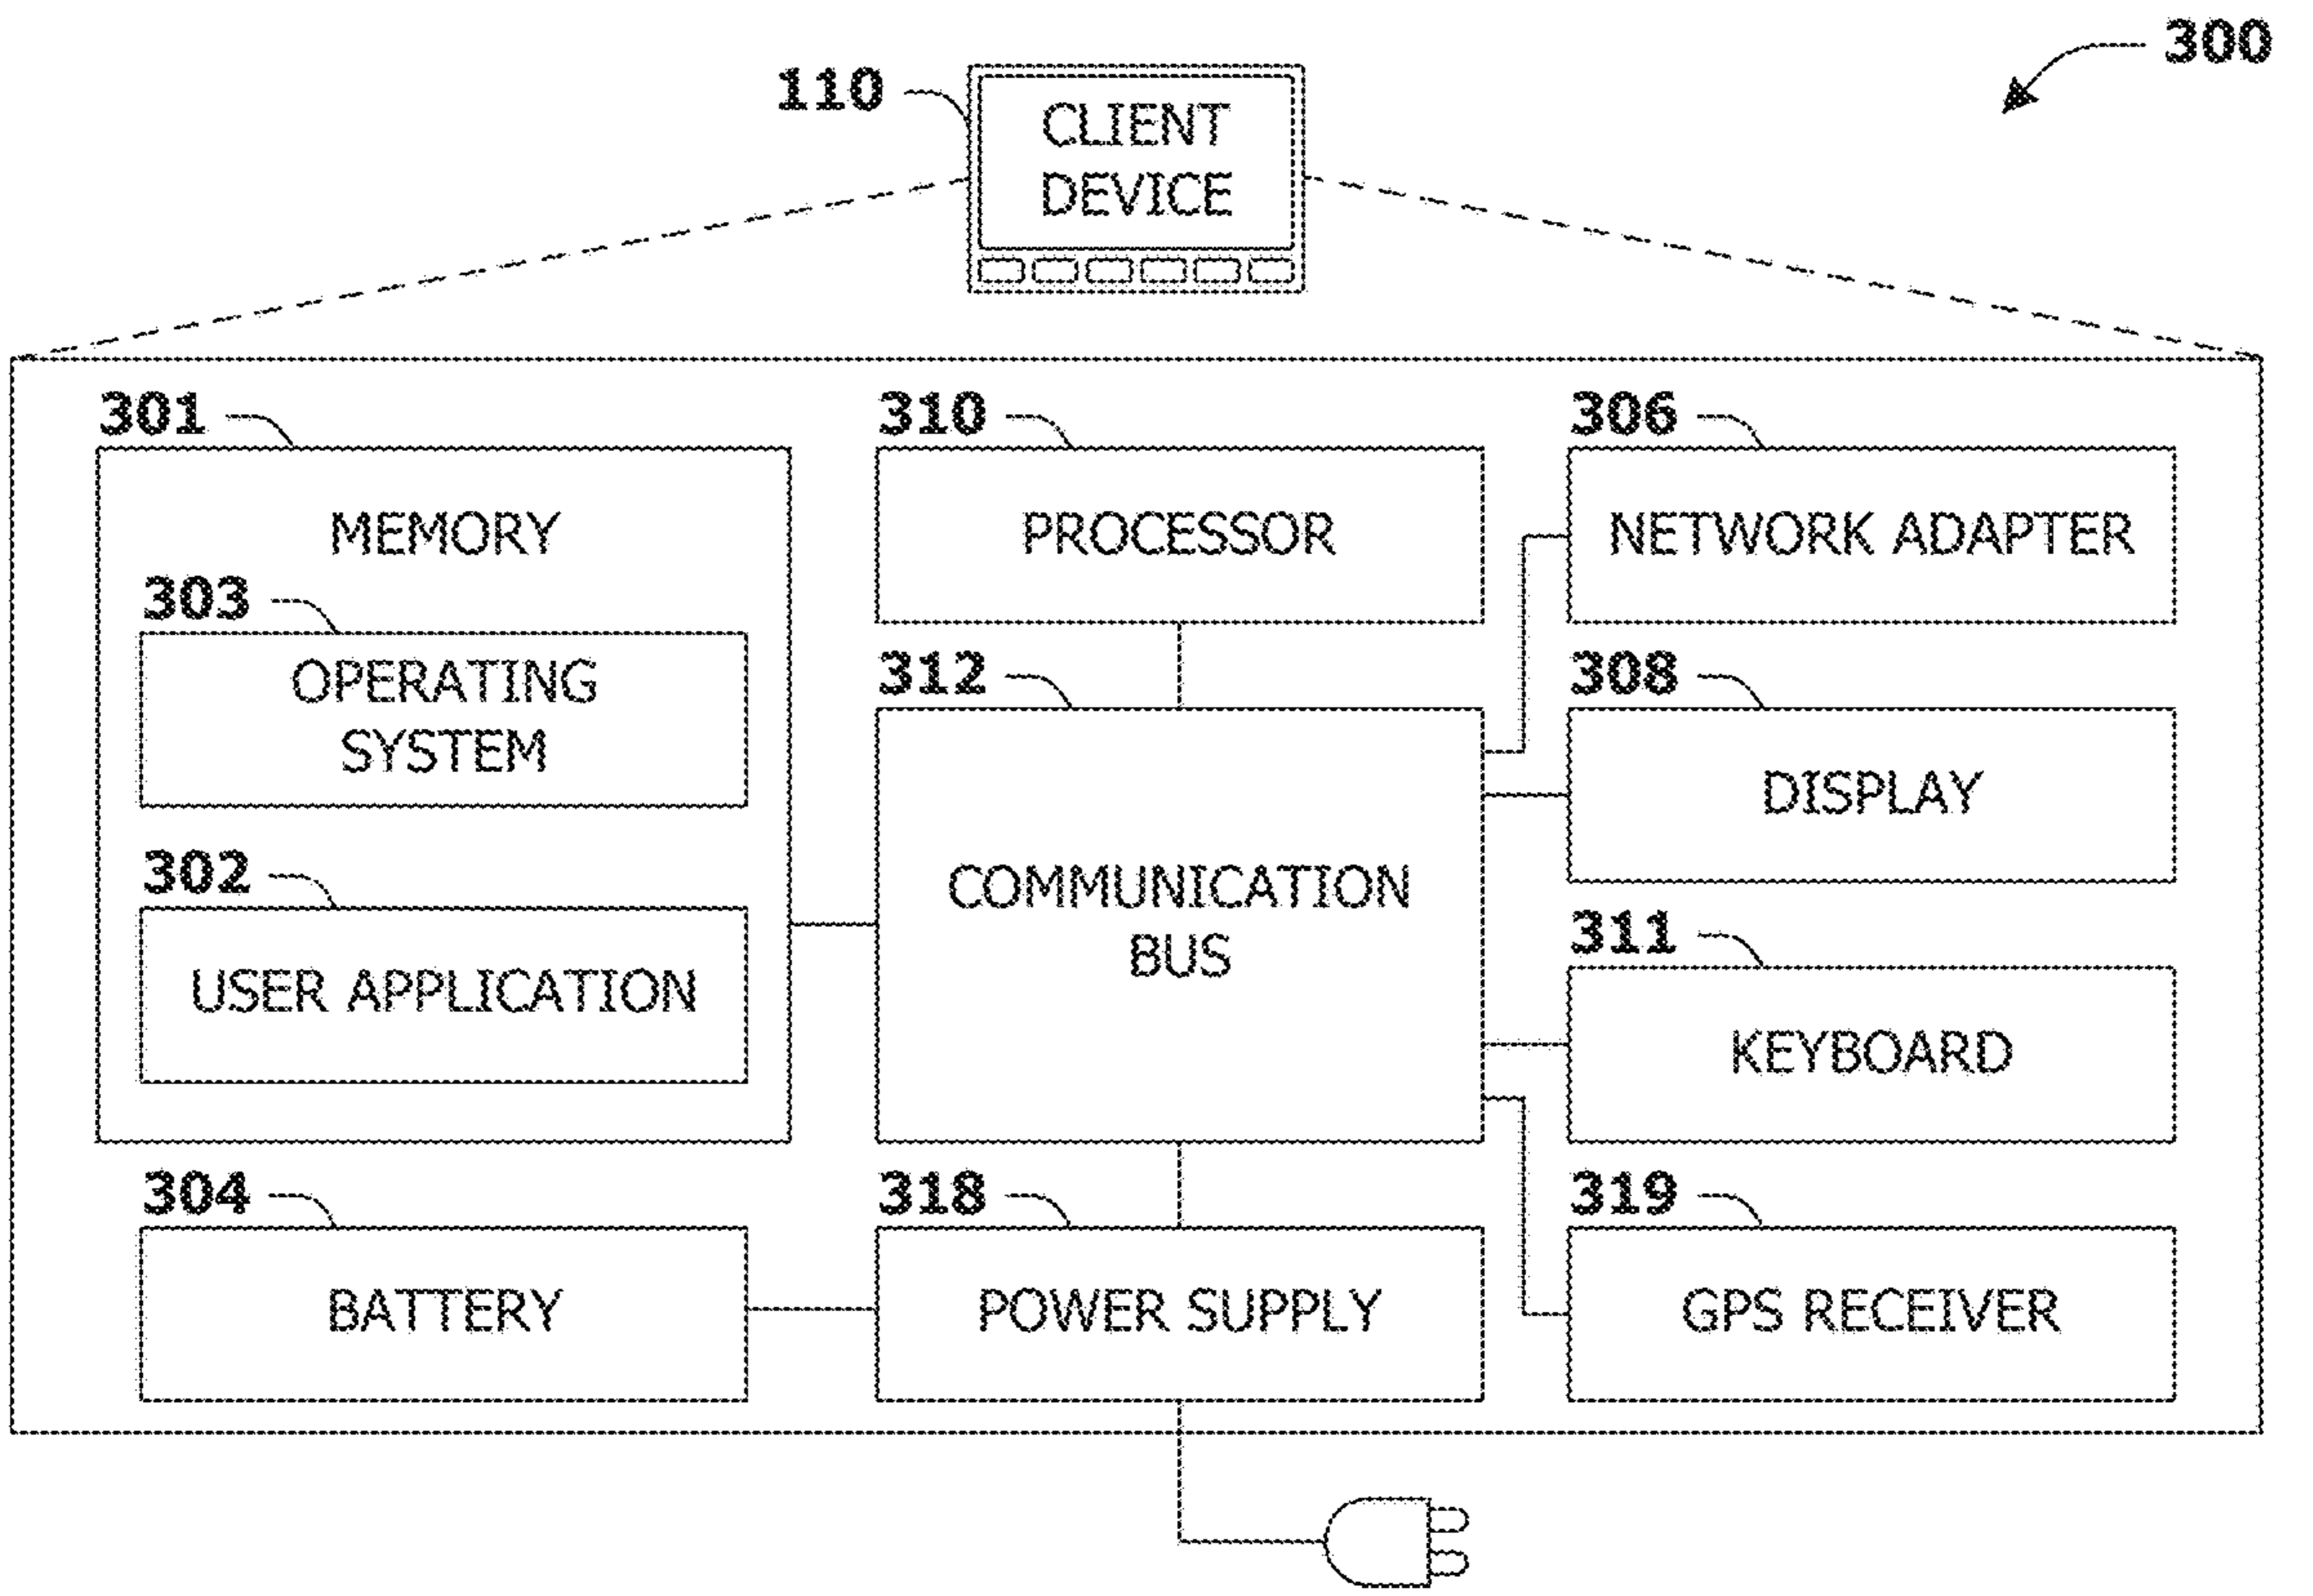 300
110
CLIENT
DEVICE
301
MEMORY
303
OPERATING
SYSTEM
302
USER APPLICATION
304
BATTERY
310
PROCESSOR
312
COMMUNICATION
BUS
318
POWER SUPPLY
306
NETWORK ADAPTER
308
DISPLAY
311
KEYBOARD
319
GPS RECEIVER